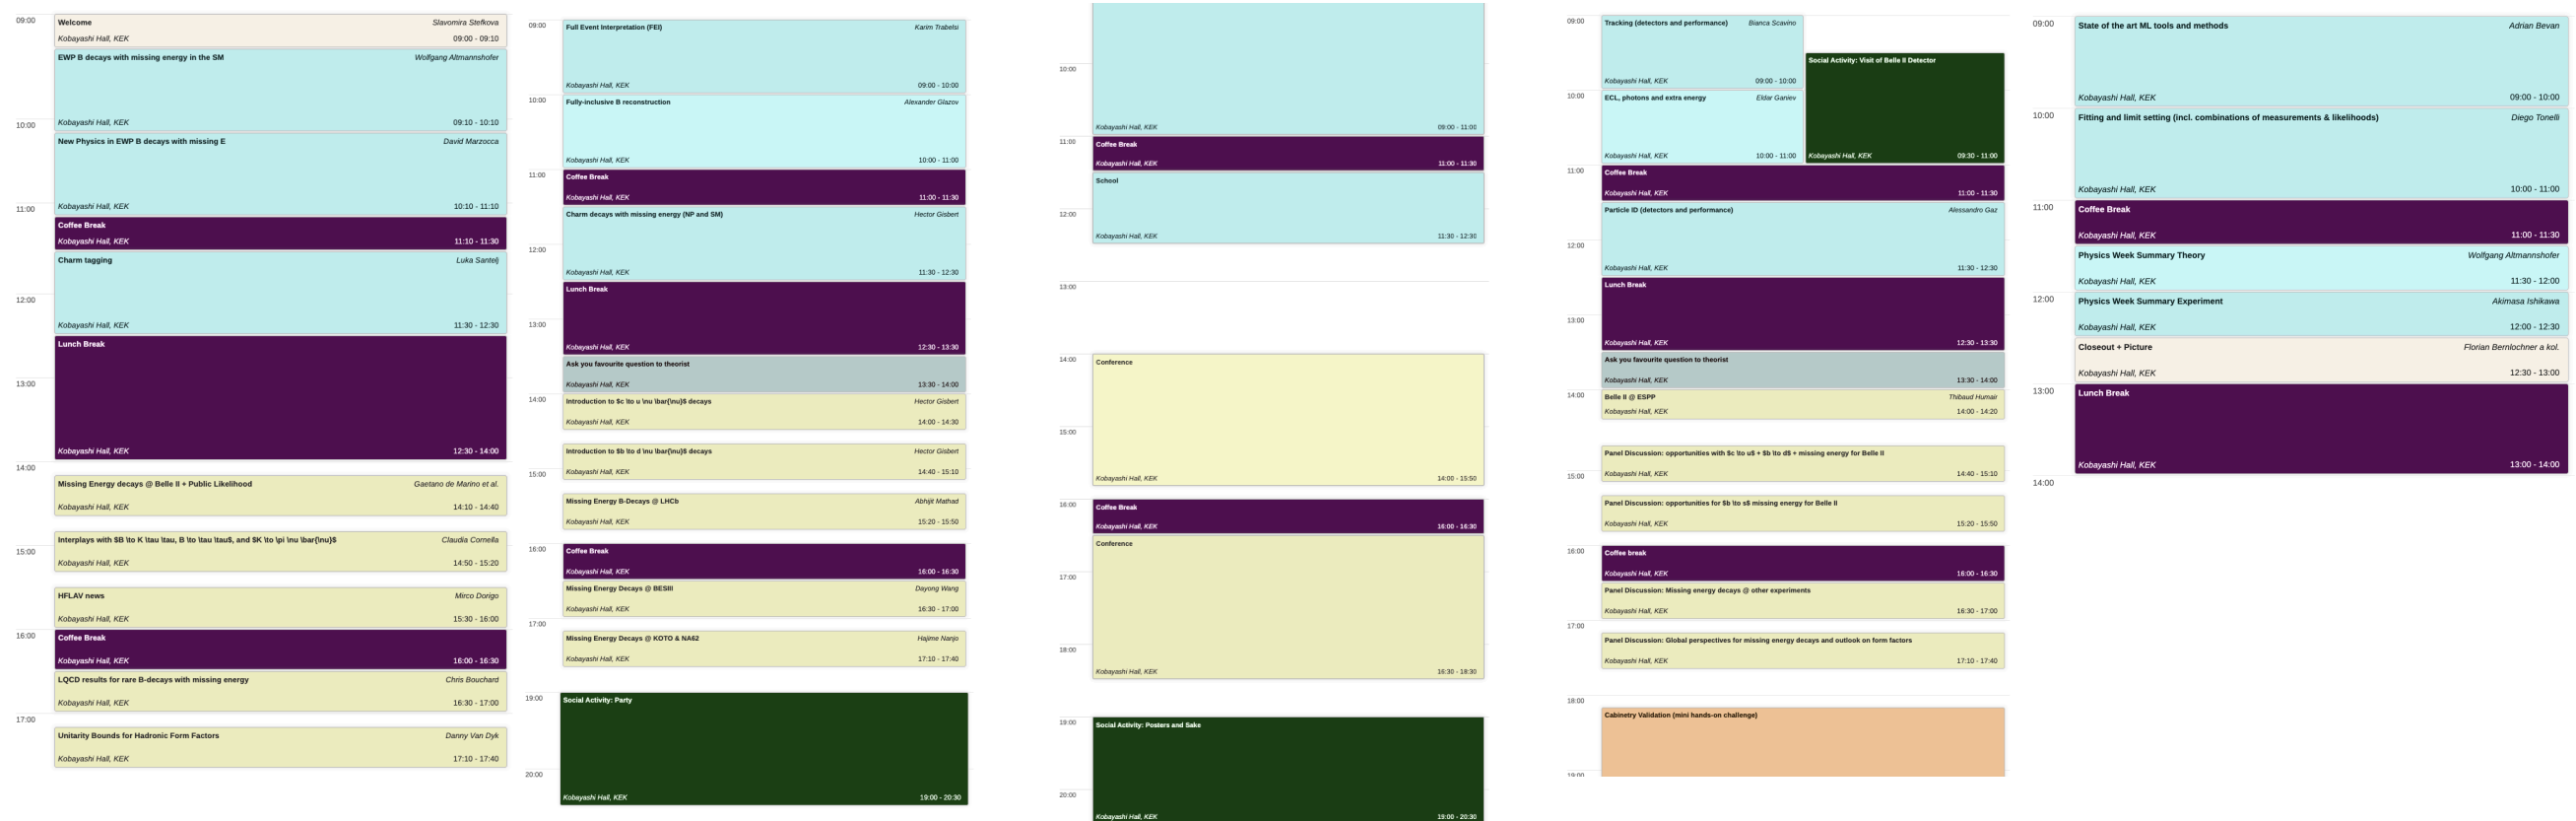 09:00
Welcome Slavomira Stefkova
Kobayashi Hall, KEK 09:00 - 09:10
EWP B decays with missing energy in the SM Wolfgang Altmannshofer
10:00
Kobayashi Hall, KEK 09:10 - 10:10
New Physics in EWP B decays with missing E David Marzocca
11:00
Kobayashi Hall, KEK 10:10 - 11:10
Coffee Break
Kobayashi Hall, KEK 11:10 - 11:30
Charm tagging Luka Santelj
12:00
Kobayashi Hall, KEK 11:30 - 12:30
Lunch Break
13:00
Kobayashi Hall, KEK 12:30 - 14:00
14:00
Missing Energy decays @ Belle II + Public Likelihood Gaetano de Marino et al.
Kobayashi Hall, KEK 14:10 - 14:40
Interplays with $B \to K \tau \tau, B \to \tau \tau$, and $K \to \pi \nu \bar{\nu}$ Claudia Cornella
15:00
Kobayashi Hall, KEK 14:50 - 15:20
HFLAV news Mirco Dorigo
Kobayashi Hall, KEK 15:30 - 16:00
16:00
Coffee Break
Kobayashi Hall, KEK 16:00 - 16:30
LQCD results for rare B-decays with missing energy Chris Bouchard
Kobayashi Hall, KEK 16:30 - 17:00
17:00
Unitarity Bounds for Hadronic Form Factors Danny Van Dyk
Kobayashi Hall, KEK 17:10 - 17:40
09:00
Full Event Interpretation (FEI) Karim Trabelsi
Kobayashi Hall, KEK 09:00 - 10:00
10:00
Fully-inclusive B reconstruction Alexander Glazov
Kobayashi Hall, KEK 10:00 - 11:00
11:00
Coffee Break
Kobayashi Hall, KEK 11:00 - 11:30
Charm decays with missing energy (NP and SM) Hector Gisbert
12:00
Kobayashi Hall, KEK 11:30 - 12:30
Lunch Break
13:00
Kobayashi Hall, KEK 12:30 - 13:30
Ask you favourite question to theorist
Kobayashi Hall, KEK 13:30 - 14:00
14:00
Introduction to $c \to u \nu \bar{\nu}$ decays Hector Gisbert
Kobayashi Hall, KEK 14:00 - 14:30
Introduction to $b \to d \nu \bar{\nu}$ decays Hector Gisbert
15:00
Kobayashi Hall, KEK 14:40 - 15:10
Missing Energy B-Decays @ LHCb Abhijit Mathad
Kobayashi Hall, KEK 15:20 - 15:50
16:00
Coffee Break
Kobayashi Hall, KEK 16:00 - 16:30
Missing Energy Decays @ BESIII Dayong Wang
Kobayashi Hall, KEK 16:30 - 17:00
17:00
Missing Energy Decays @ KOTO & NA62 Hajime Nanjo
Kobayashi Hall, KEK 17:10 - 17:40
19:00
Social Activity: Party
20:00
Kobayashi Hall, KEK 19:00 - 20:30
10:00
Kobayashi Hall, KEK 09:00 - 11:00
11:00
Coffee Break
Kobayashi Hall, KEK 11:00 - 11:30
School
12:00
Kobayashi Hall, KEK 11:30 - 12:30
13:00
14:00
Conference
15:00
Kobayashi Hall, KEK 14:00 - 15:50
16:00
Coffee Break
Kobayashi Hall, KEK 16:00 - 16:30
Conference
17:00
18:00
Kobayashi Hall, KEK 16:30 - 18:30
19:00
Social Activity: Posters and Sake
20:00
Kobayashi Hall, KEK 19:00 - 20:30
09:00
Tracking (detectors and performance) Bianca Scavino
Kobayashi Hall, KEK 09:00 - 10:00
Social Activity: Visit of Belle II Detector
Kobayashi Hall, KEK 09:30 - 11:00
10:00
ECL, photons and extra energy Eldar Ganiev
Kobayashi Hall, KEK 10:00 - 11:00
11:00
Coffee Break
Kobayashi Hall, KEK 11:00 - 11:30
Particle ID (detectors and performance) Alessandro Gaz
12:00
Kobayashi Hall, KEK 11:30 - 12:30
Lunch Break
13:00
Kobayashi Hall, KEK 12:30 - 13:30
Ask you favourite question to theorist
Kobayashi Hall, KEK 13:30 - 14:00
14:00
Belle II @ ESPP Thibaud Humair
Kobayashi Hall, KEK 14:00 - 14:20
Panel Discussion: opportunities with $c \to u$ + $b \to d$ + missing energy for Belle II
15:00
Kobayashi Hall, KEK 14:40 - 15:10
Panel Discussion: opportunities for $b \to s$ missing energy for Belle II
Kobayashi Hall, KEK 15:20 - 15:50
16:00
Coffee break
Kobayashi Hall, KEK 16:00 - 16:30
Panel Discussion: Missing energy decays @ other experiments
Kobayashi Hall, KEK 16:30 - 17:00
17:00
Panel Discussion: Global perspectives for missing energy decays and outlook on form factors
Kobayashi Hall, KEK 17:10 - 17:40
18:00
Cabinetry Validation (mini hands-on challenge)
19:00
09:00
State of the art ML tools and methods Adrian Bevan
Kobayashi Hall, KEK 09:00 - 10:00
10:00
Fitting and limit setting (incl. combinations of measurements & likelihoods) Diego Tonelli
Kobayashi Hall, KEK 10:00 - 11:00
11:00
Coffee Break
Kobayashi Hall, KEK 11:00 - 11:30
Physics Week Summary Theory Wolfgang Altmannshofer
Kobayashi Hall, KEK 11:30 - 12:00
12:00
Physics Week Summary Experiment Akimasa Ishikawa
Kobayashi Hall, KEK 12:00 - 12:30
Closeout + Picture Florian Bernlochner a kol.
Kobayashi Hall, KEK 12:30 - 13:00
13:00
Lunch Break
Kobayashi Hall, KEK 13:00 - 14:00
14:00